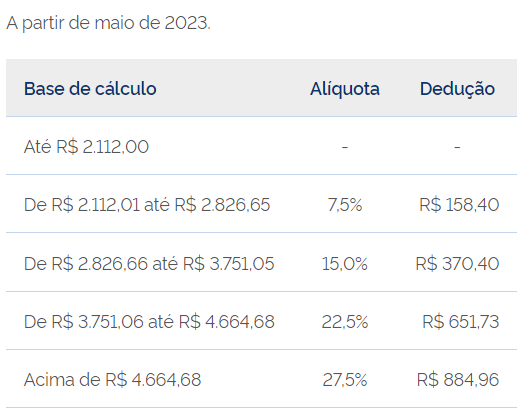 A partir de maio de 2023.
Base de cálculo Alíquota Dedução
Até R$ 2.112,00 - -
De R$ 2.112,01 até R$ 2.826,65 7,5% R$ 158,40
De R$ 2.826,66 até R$ 3.751,05 15,0% R$ 370,40
De R$ 3.751,06 até R$ 4.664,68 22,5% R$ 651,73
Acima de R$ 4.664,68 27,5% R$ 884,96